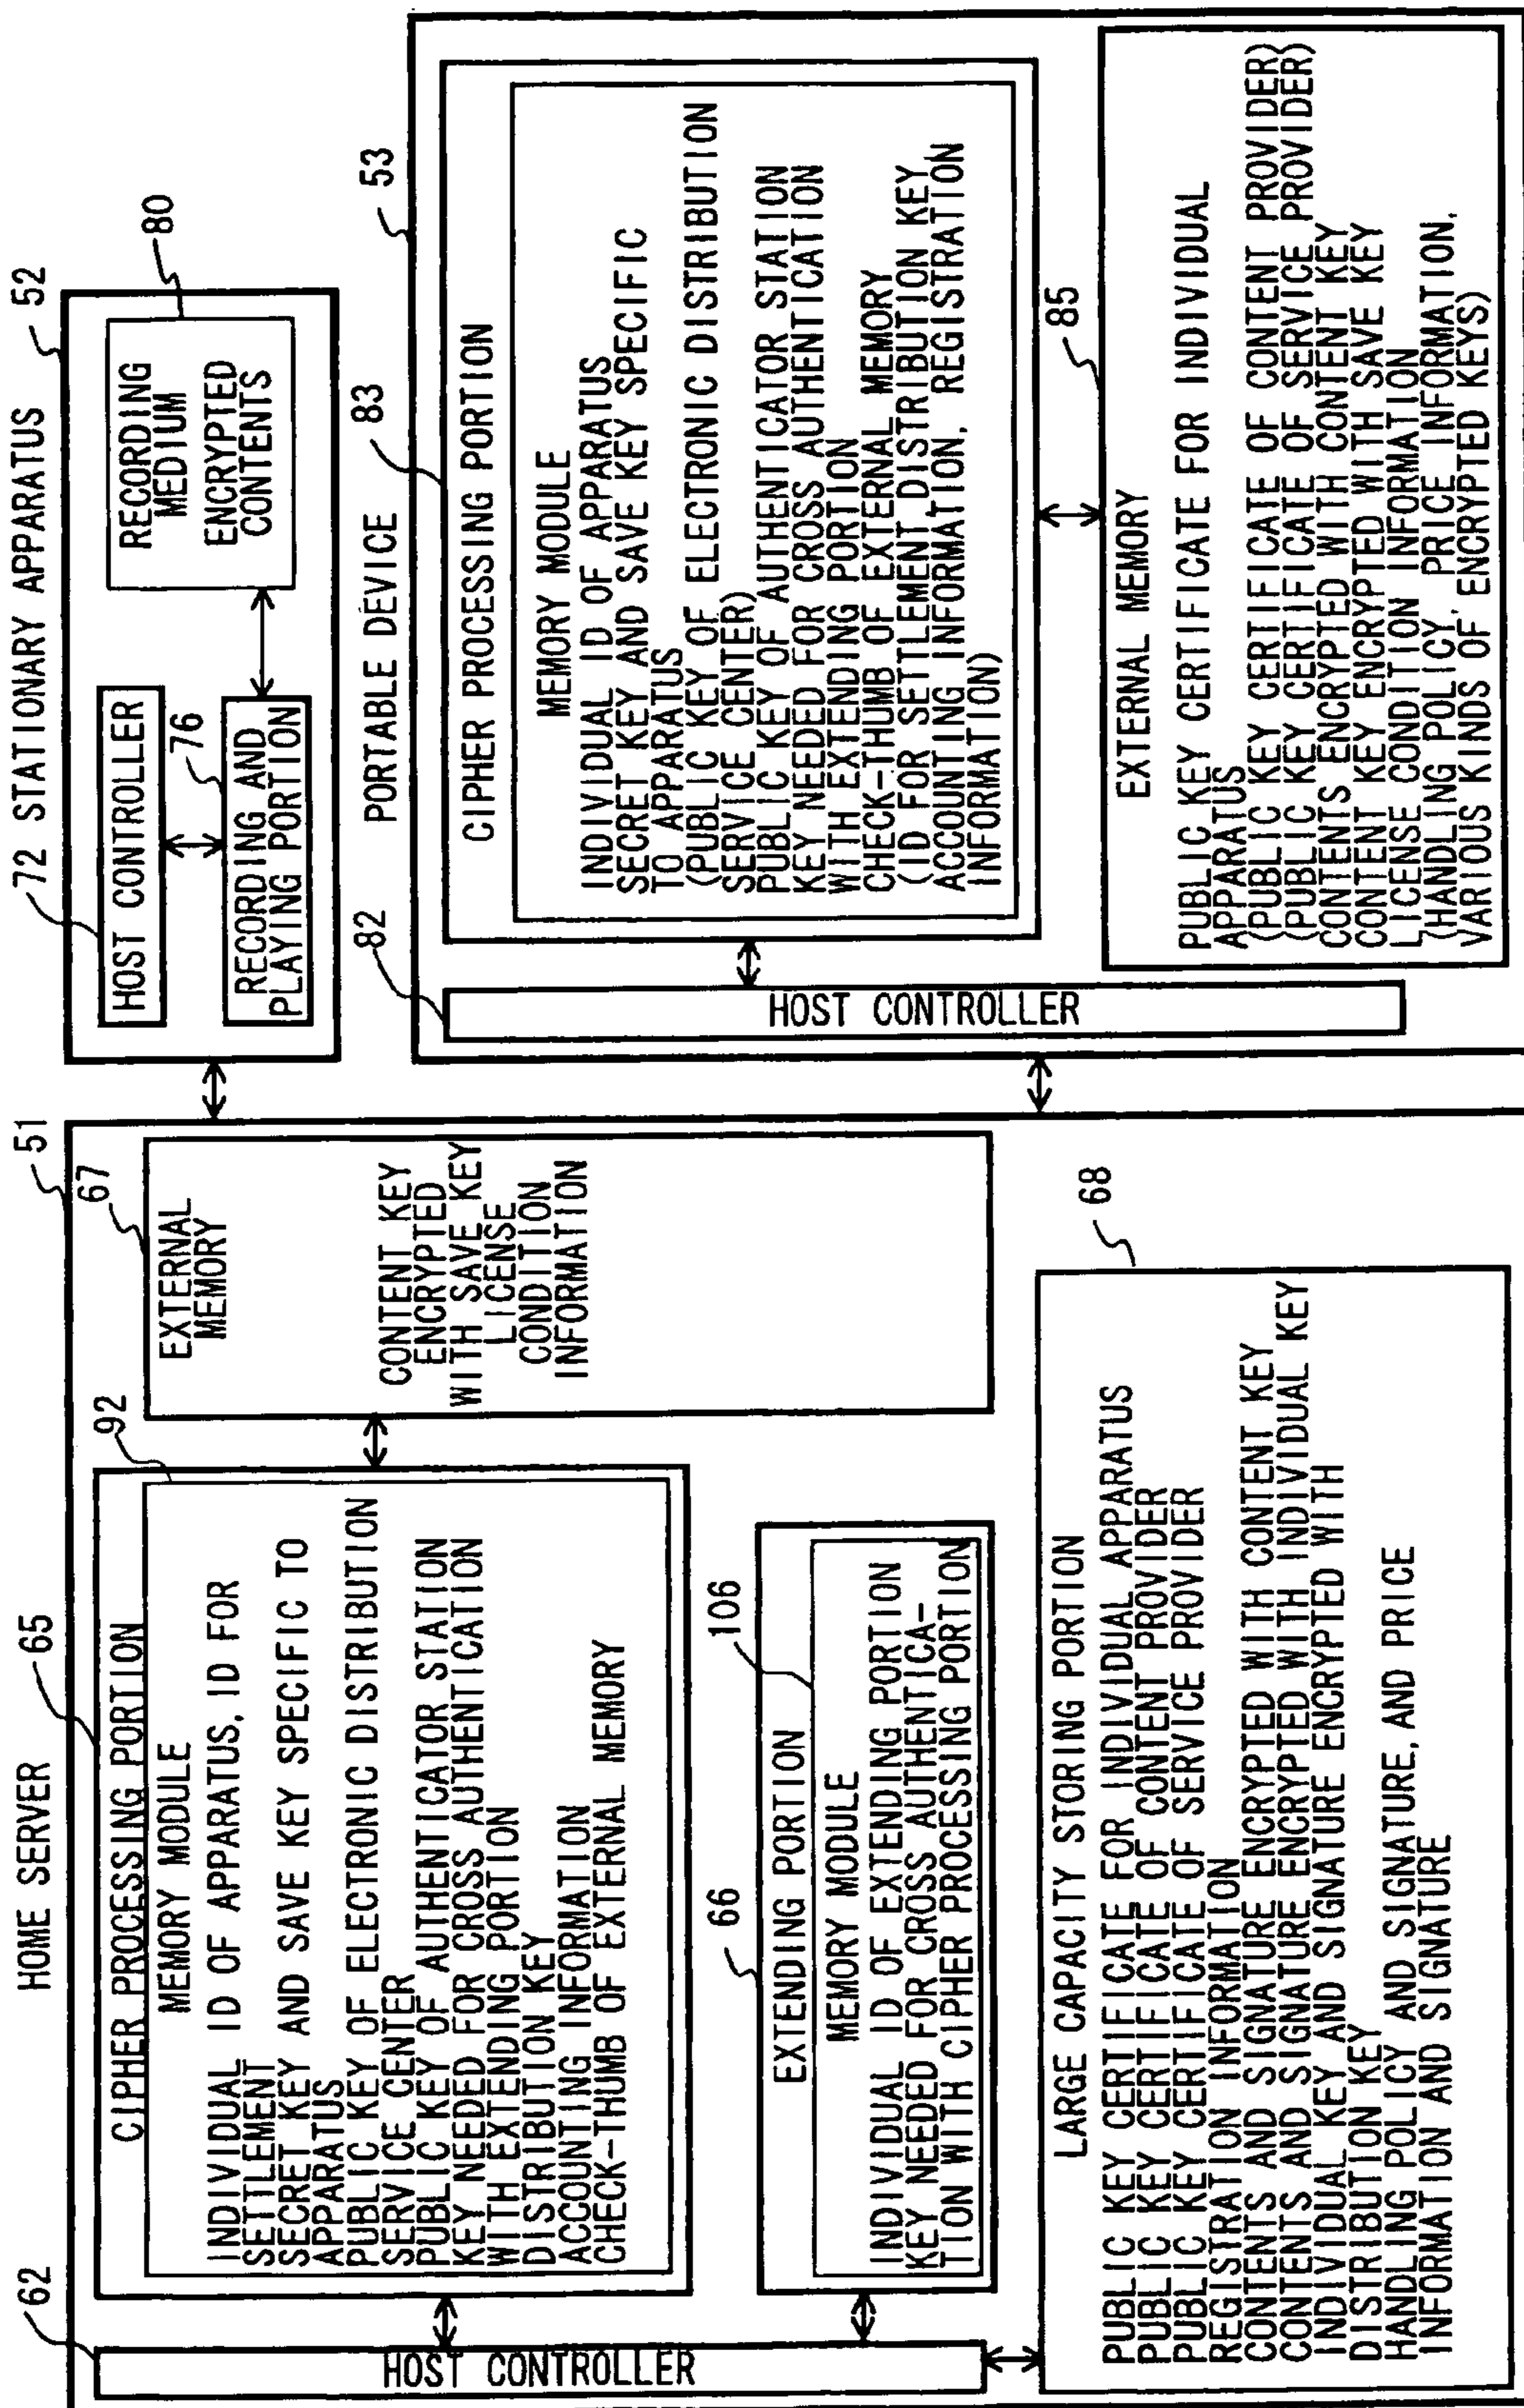 HOME SERVER
51
62
65
CIPHER PROCESSING PORTION
92
MEMORY MODULE
INDIVIDUAL ID OF APPARATUS, ID FOR
SETTLEMENT
SECRET KEY AND SAVE KEY SPECIFIC TO
APPARATUS
PUBLIC KEY OF ELECTRONIC DISTRIBUTION
SERVICE CENTER
PUBLIC KEY OF AUTHENTICATOR STATION
KEY NEEDED FOR CROSS AUTHENTICATION
WITH EXTENDING PORTION
DISTRIBUTION KEY
ACCOUNTING INFORMATION
CHECK-THUMB OF EXTERNAL MEMORY
67
EXTERNAL
MEMORY
CONTENT KEY
ENCRYPTED
WITH SAVE KEY
LICENSE
CONDITION
INFORMATION
HOST CONTROLLER
66
EXTENDING PORTION
106
MEMORY MODULE
INDIVIDUAL ID OF EXTENDING PORTION
KEY NEEDED FOR CROSS AUTHENTICA-
TION WITH CIPHER PROCESSING PORTION
68
LARGE CAPACITY STORING PORTION
PUBLIC KEY CERTIFICATE FOR INDIVIDUAL APPARATUS
PUBLIC KEY CERTIFICATE OF CONTENT PROVIDER
PUBLIC KEY CERTIFICATE OF SERVICE PROVIDER
REGISTRATION INFORMATION
CONTENTS AND SIGNATURE ENCRYPTED WITH CONTENT KEY
CONTENTS AND SIGNATURE ENCRYPTED WITH INDIVIDUAL KEY
INDIVIDUAL KEY AND SIGNATURE ENCRYPTED WITH
DISTRIBUTION KEY
HANDLING POLICY AND SIGNATURE, AND PRICE
INFORMATION AND SIGNATURE
72 STATIONARY APPARATUS 52
HOST CONTROLLER
76
RECORDING AND
PLAYING PORTION
80
RECORDING
MEDIUM
ENCRYPTED
CONTENTS
PORTABLE DEVICE
53
82
HOST CONTROLLER
83
CIPHER PROCESSING PORTION
MEMORY MODULE
INDIVIDUAL ID OF APPARATUS
SECRET KEY AND SAVE KEY SPECIFIC
TO APPARATUS
(PUBLIC KEY OF ELECTRONIC DISTRIBUTION
SERVICE CENTER)
PUBLIC KEY OF AUTHENTICATOR STATION
KEY NEEDED FOR CROSS AUTHENTICATION
WITH EXTENDING PORTION
CHECK-THUMB OF EXTERNAL MEMORY
(ID FOR SETTLEMENT DISTRIBUTION KEY,
ACCOUNTING INFORMATION, REGISTRATION
INFORMATION)
85
EXTERNAL MEMORY
PUBLIC KEY CERTIFICATE FOR INDIVIDUAL
APPARATUS
(PUBLIC KEY CERTIFICATE OF CONTENT PROVIDER)
(PUBLIC KEY CERTIFICATE OF SERVICE PROVIDER)
CONTENTS ENCRYPTED WITH CONTENT KEY
CONTENT KEY ENCRYPTED WITH SAVE KEY
LICENSE CONDITION INFORMATION
(HANDLING POLICY, PRICE INFORMATION,
VARIOUS KINDS OF ENCRYPTED KEYS)